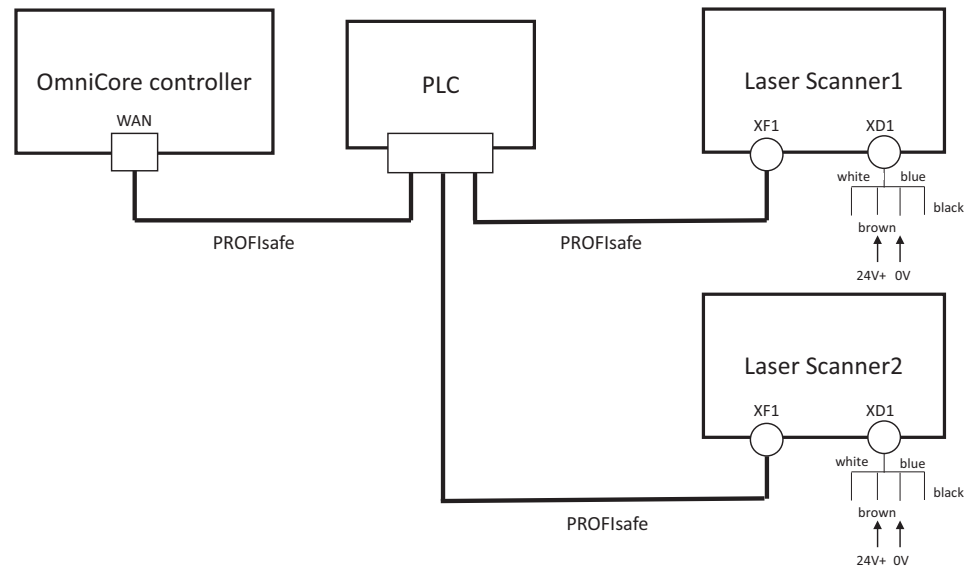 OmniCore controller
WAN
PLC
Laser Scanner1
XF1
XD1
white
blue
black
brown
24V+
0V
PROFIsafe
PROFIsafe
Laser Scanner2
XF1
XD1
white
blue
black
brown
24V+
0V
PROFIsafe